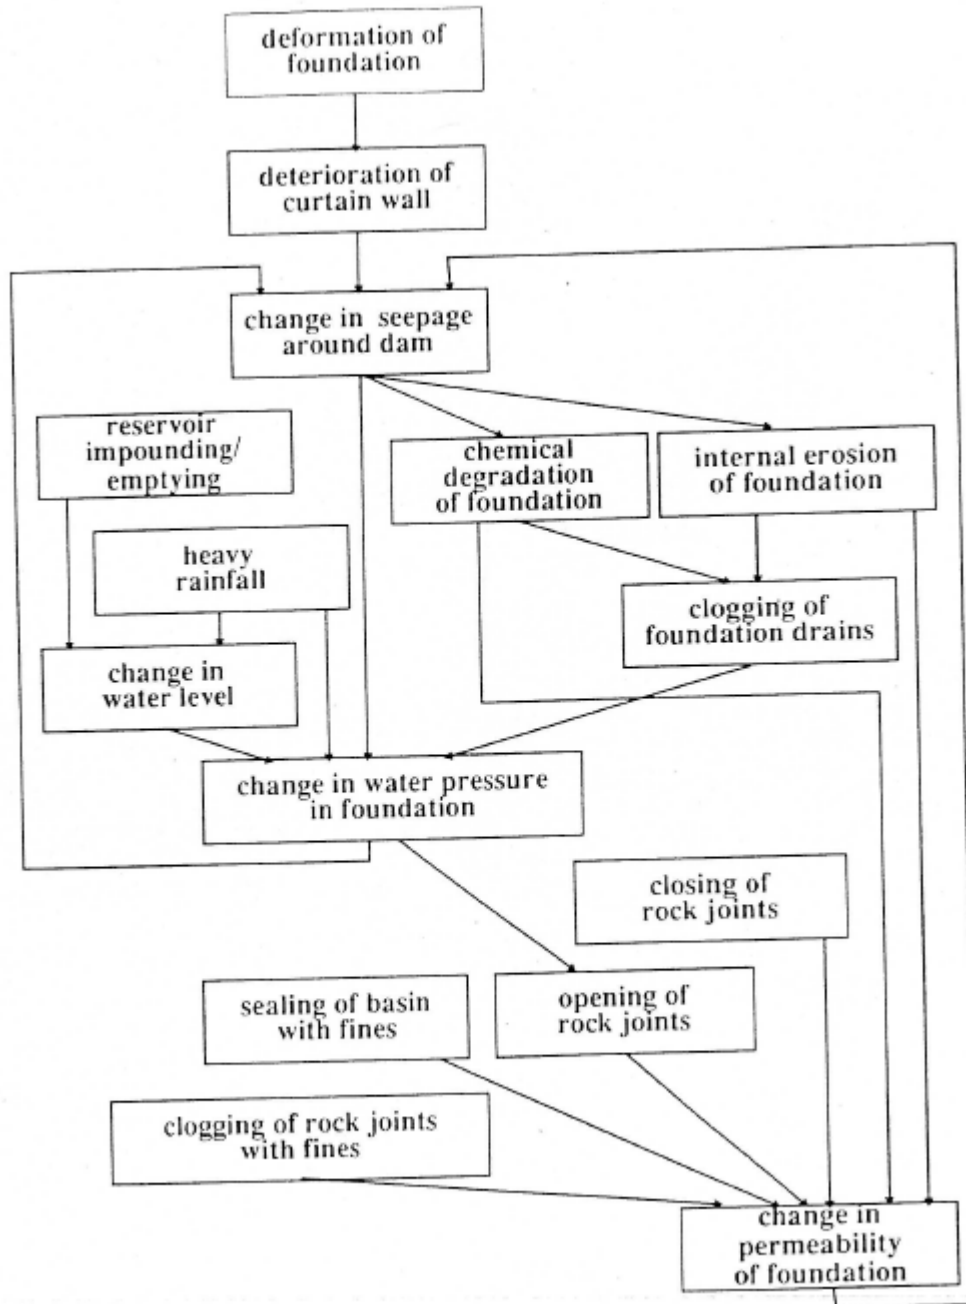 deformation of
foundation
deterioration of
curtain wall
change in seepage
around dam
reservoir
impounding/
emptying
chemical
degradation
of foundation
internal erosion
of foundation
heavy
rainfall
clogging of
foundation drains
change in
water level
change in water pressure
in foundation
closing of
rock joints
sealing of basin
with fines
opening of
rock joints
clogging of rock joints
with fines
change in
permeability
of foundation